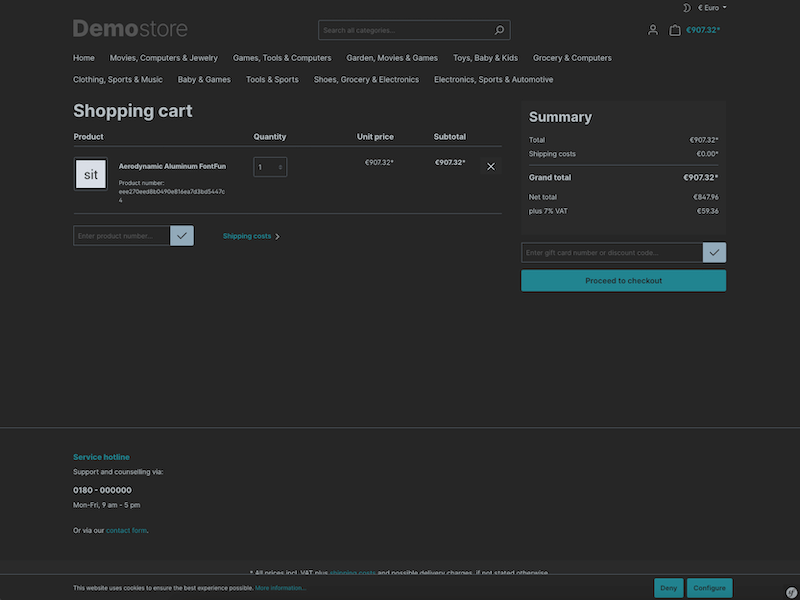 € Euro
Demostore
Search all categories...
€907.32*
Home Movies, Computers & Jewelry Games, Tools & Computers Garden, Movies & Games Toys, Baby & Kids Grocery & Computers
Clothing, Sports & Music Baby & Games Tools & Sports Shoes, Grocery & Electronics Electronics, Sports & Automotive
Shopping cart
Product Quantity Unit price Subtotal
sit
Aerodynamic Aluminum FontFun
1
€907.32*
€907.32*
Product number:
eee270eed8b0490e816ea7d3bd5447c
4
Enter product number...
Shipping costs
Summary
Total €907.32*
Shipping costs €0.00*
Grand total €907.32*
Net total €847.96
plus 7% VAT €59.36
Enter gift card number or discount code...
Proceed to checkout
Service hotline
Support and counselling via:
0180 - 000000
Mon-Fri, 9 am - 5 pm
Or via our contact form.
* All prices incl. VAT plus shipping costs and possible delivery charges, if not stated otherwise.
This website uses cookies to ensure the best experience possible. More information...
Deny
Configure